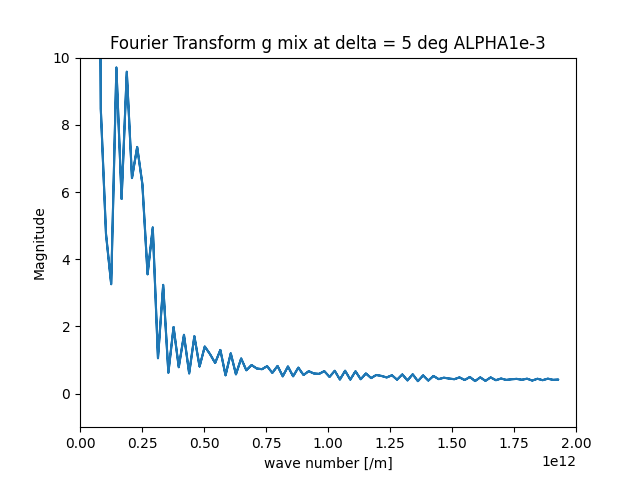 Fourier Transform g mix at delta = 5 deg ALPHA1e-3
10
8
6
4
2
0
Magnitude
0.00 0.25 0.50 0.75 1.00 1.25 1.50 1.75 2.00
1e12
wave number [/m]